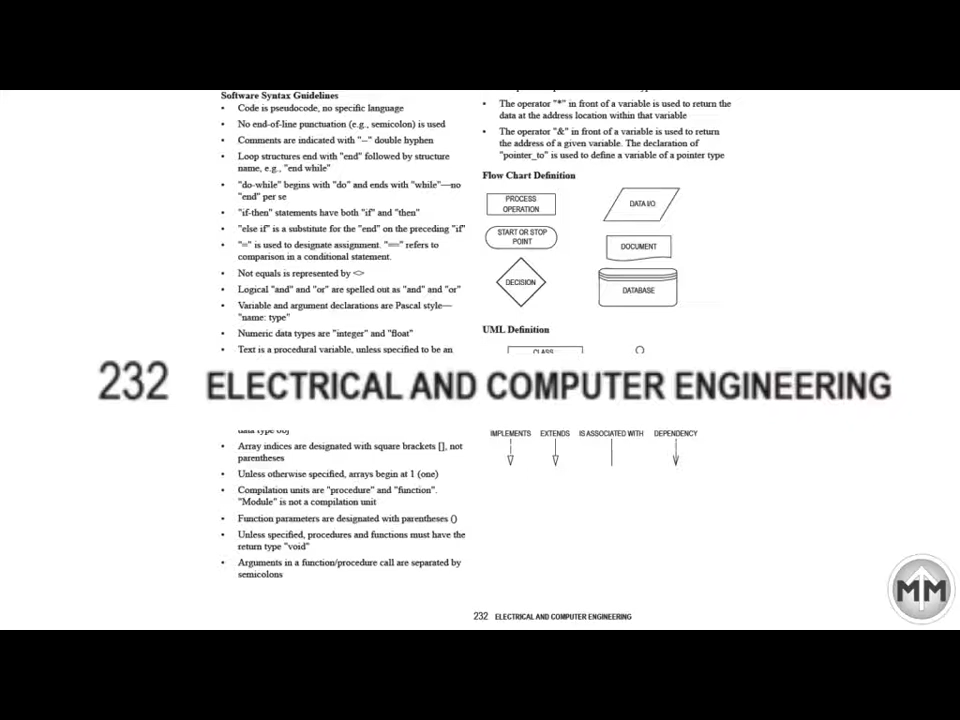 Software Syntax Guidelines
• Code is pseudocode, no specific language
• No end-of-line punctuation (e.g., semicolon) is used
• Comments are indicated with "--" double hyphen
• Loop structures end with "end" followed by structure
name, e.g., "end while"
• "do-while" begins with "do" and ends with "while"—no
"end" per se
• "if-then" statements have both "if" and "then"
• "else if" is a substitute for the "end" on the preceding "if"
• "=" is used to designate assignment. "==" refers to
comparison in a conditional statement.
• Not equals is represented by <>
• Logical "and" and "or" are spelled out as "and" and "or"
• Variable and argument declarations are Pascal style—
"name: type"
• Numeric data types are "integer" and "float"
• Text is a procedural variable, unless specified to be an
232 ELECTRICAL AND COMPUTER ENGINEERING
data type obj
• Array indices are designated with square brackets [], not
parentheses
• Unless otherwise specified, arrays begin at 1 (one)
• Compilation units are "procedure" and "function".
"Module" is not a compilation unit
• Function parameters are designated with parentheses ()
• Unless specified, procedures and functions must have the
return type "void"
• Arguments in a function/procedure call are separated by
semicolons
• The operator "*" in front of a variable is used to return the
data at the address location within that variable
• The operator "&" in front of a variable is used to return
the address of a given variable. The declaration of
"pointer_to" is used to define a variable of a pointer type
Flow Chart Definition
PROCESS
OPERATION
DATA I/O
START OR STOP
POINT
DOCUMENT
DECISION
DATABASE
UML Definition
CLASS
IMPLEMENTS EXTENDS IS ASSOCIATED WITH DEPENDENCY
232 ELECTRICAL AND COMPUTER ENGINEERING
MM